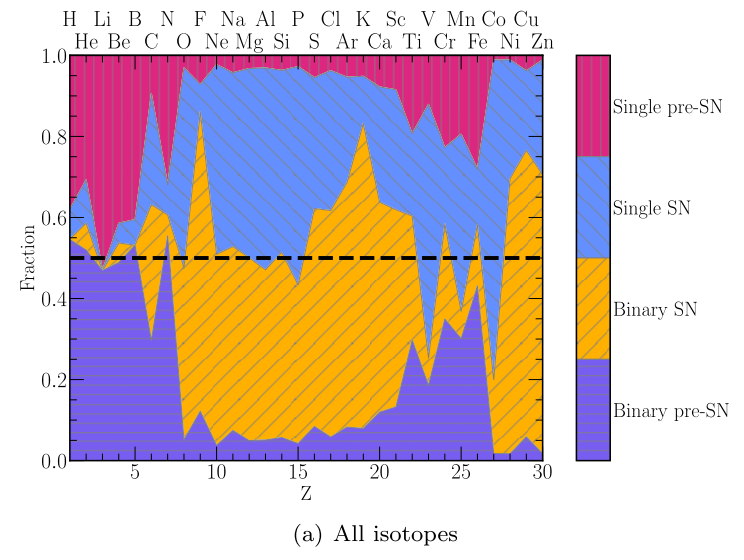 H Li B N F Na Al P Cl K Sc V Mn Co Cu
He Be C O Ne Mg Si S Ar Ca Ti Cr Fe Ni Zn
1.0
0.8
0.6
0.4
0.2
0.0
Fraction
5 10 15 20 25 30
Z
Single pre-SN
Single SN
Binary SN
Binary pre-SN
(a) All isotopes